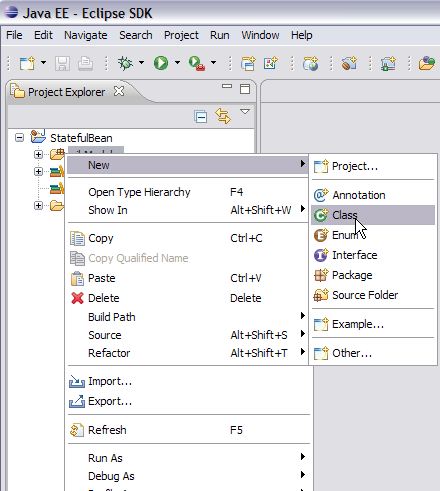 Java EE - Eclipse SDK
File Edit Navigate Search Project Run Window Help
Project Explorer
StatefulBean
New
Open Type Hierarchy F4
Show In Alt+Shift+W
Copy Ctrl+C
Copy Qualified Name
Paste Ctrl+V
Delete Delete
Build Path
Source Alt+Shift+S
Refactor Alt+Shift+T
Import...
Export...
Refresh F5
Run As
Debug As
Project...
Annotation
Class
Enum
Interface
Package
Source Folder
Example...
Other...